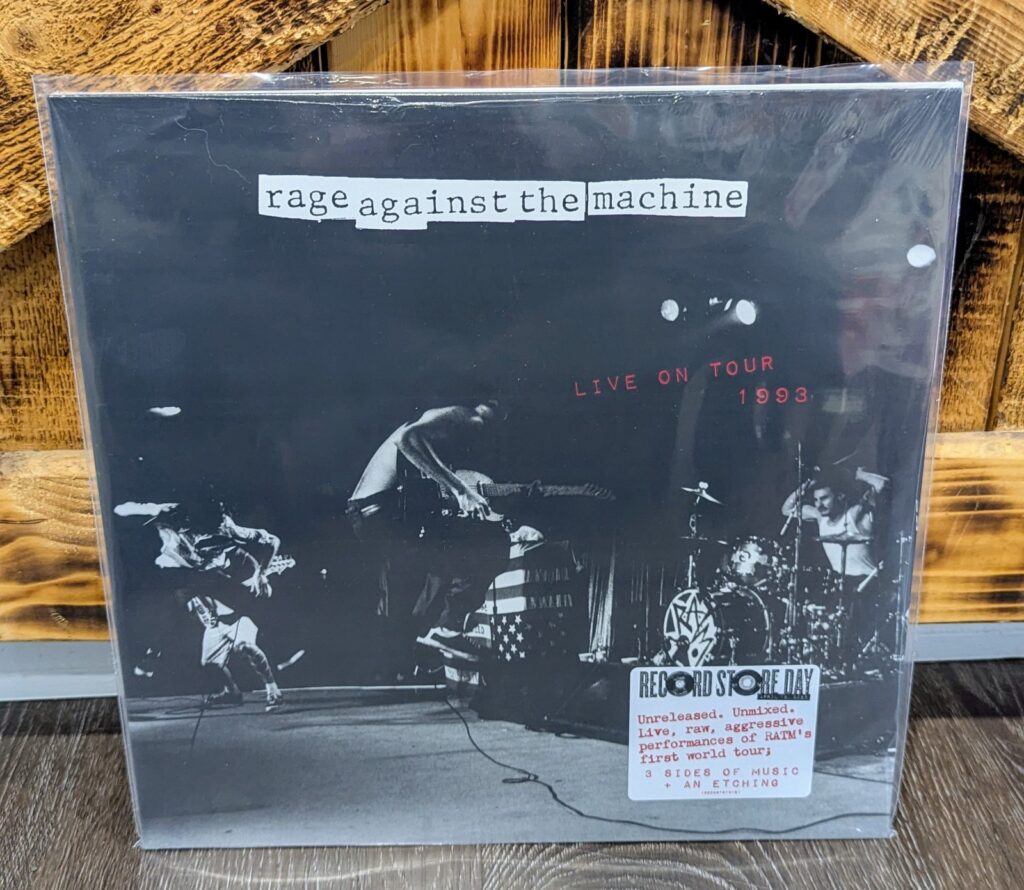 rage against the machine
LIVE ON TOUR
1993
RECORD STORE DAY
Unreleased. Unmixed.
Live, raw, aggressive
performances of RATM's
first world tour;
3 SIDES OF MUSIC
+ AN ETCHING